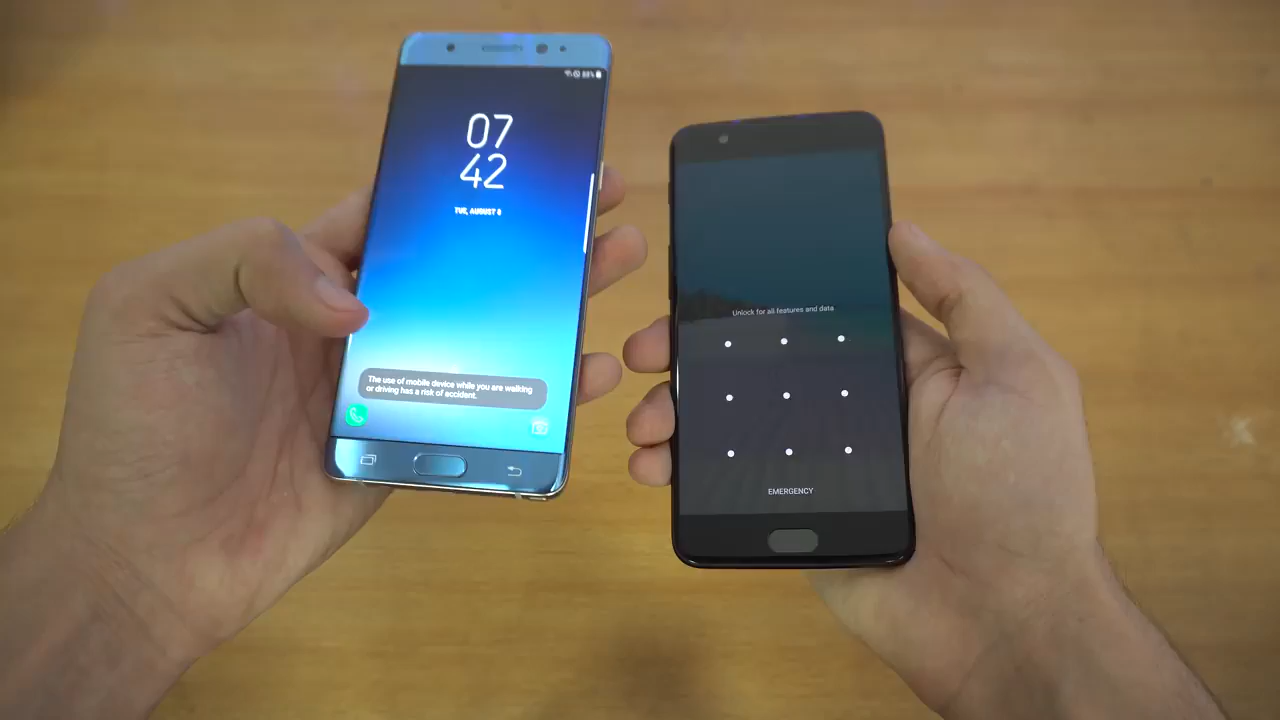 07
42
TUE, AUGUST 8
The use of mobile device while you are walking
or driving has a risk of accident.
Unlock for all features and data
EMERGENCY